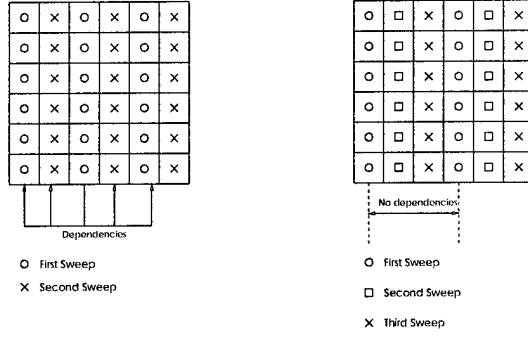 Dependencies
First Sweep
Second Sweep
No dependencies
First Sweep
Second Sweep
Third Sweep